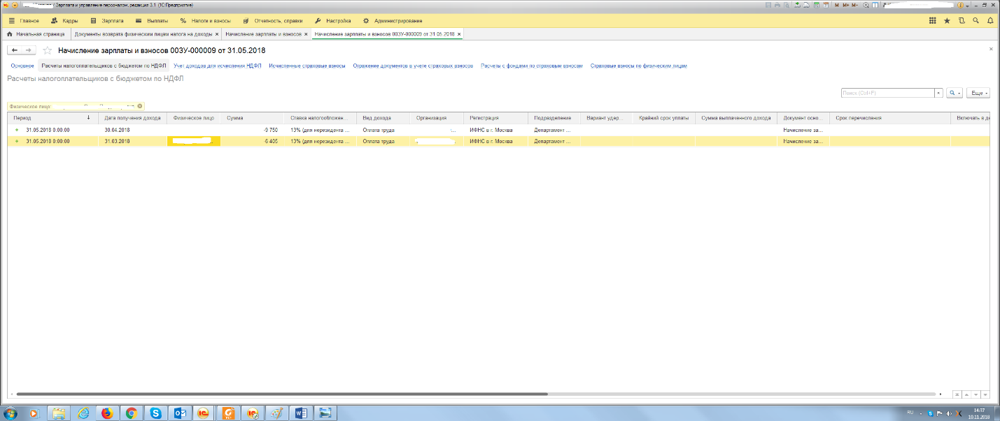 / Зарплата и управление персоналом, редакция 3.1 (1С:Предприятие)
M M+ M-
Главное Кадры Зарплата Выплаты Налоги и взносы Отчетность, справки Настройка Администрирование
Начальная страница Документы возврата физическим лицам налога на доходы × Начисление зарплаты и взносов × Начисление зарплаты и взносов 00ЗУ-000009 от 31.05.2018 ×
Начисление зарплаты и взносов 00ЗУ-000009 от 31.05.2018
Основное Расчеты налогоплательщиков с бюджетом по НДФЛ Учет доходов для исчисления НДФЛ Исчисленные страховые взносы Отражение документов в учете страховых взносов Расчеты с фондами по страховым взносам Страховые взносы по физическим лицам
Расчеты налогоплательщиков с бюджетом по НДФЛ
Поиск (Ctrl+F) × Еще
Физическое лицо:
Период ↓ Дата получения дохода Физическое лицо Сумма Ставка налогообложен... Вид дохода Организация Регистрация Подразделение Вариант удер... Крайний срок уплаты Сумма выплаченного дохода Документ осно... Срок перечисления Включать в де
31.05.2018 0:00:00 30.04.2018 -9 750 13% (для нерезидента ... Оплата труда ... ИФНС в г. Москва Департамент ... Начисление за...
31.05.2018 0:00:00 31.03.2018 ... -6 405 13% (для нерезидента ... Оплата труда ИФНС в г. Москва Департамент ... Начисление за...
RU 14:37
10.11.2018